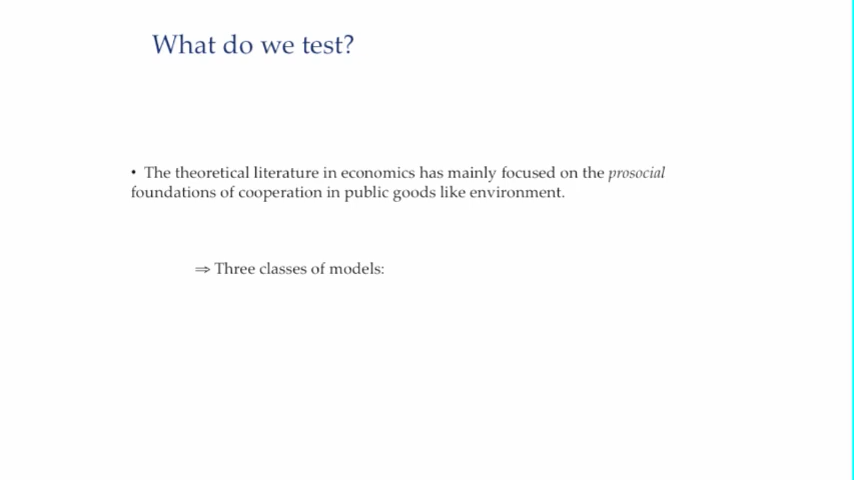 What do we test?
• The theoretical literature in economics has mainly focused on the prosocial
foundations of cooperation in public goods like environment.
⇒ Three classes of models: